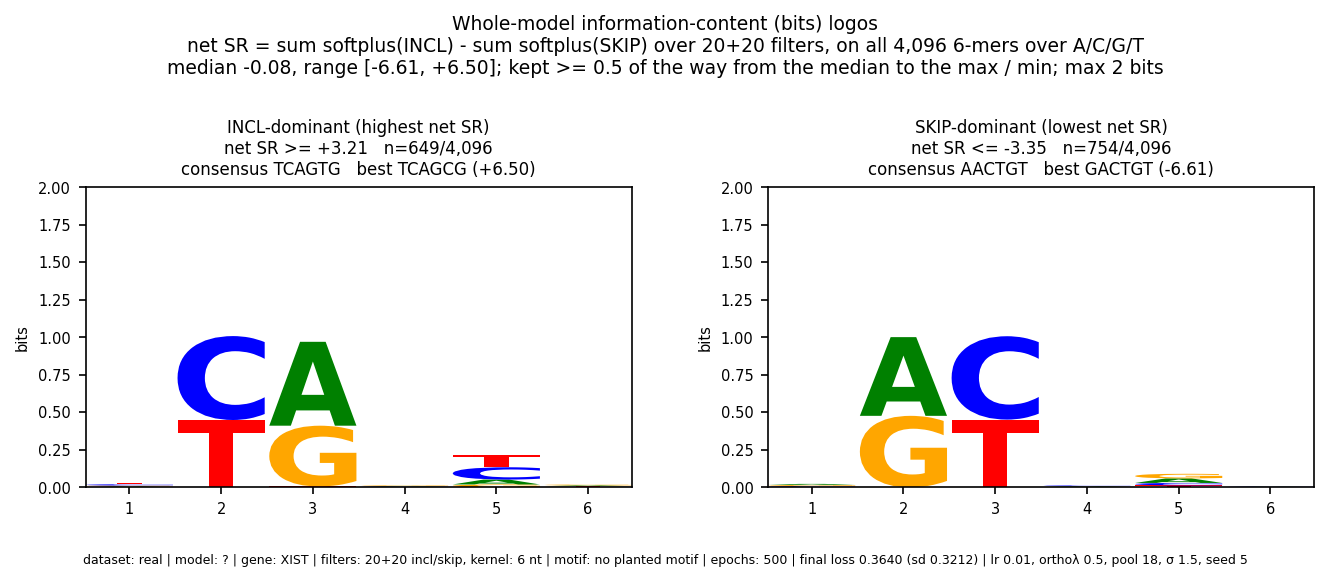 Whole-model information-content (bits) logos
net SR = sum softplus(INCL) - sum softplus(SKIP) over 20+20 filters, on all 4,096 6-mers over A/C/G/T
median -0.08, range [-6.61, +6.50]; kept >= 0.5 of the way from the median to the max / min; max 2 bits
INCL-dominant (highest net SR)
net SR >= +3.21   n=649/4,096
consensus TCAGTG   best TCAGCG (+6.50)
2.00
1.75
1.50
1.25
1.00
0.75
0.50
0.25
0.00
bits
C
T
A
G
T
C
A
1 2 3 4 5 6
SKIP-dominant (lowest net SR)
net SR <= -3.35   n=754/4,096
consensus AACTGT   best GACTGT (-6.61)
2.00
1.75
1.50
1.25
1.00
0.75
0.50
0.25
0.00
bits
A
G
C
T
G
A
1 2 3 4 5 6
dataset: real | model: ? | gene: XIST | filters: 20+20 incl/skip, kernel: 6 nt | motif: no planted motif | epochs: 500 | final loss 0.3640 (sd 0.3212) | lr 0.01, orthoλ 0.5, pool 18, σ 1.5, seed 5